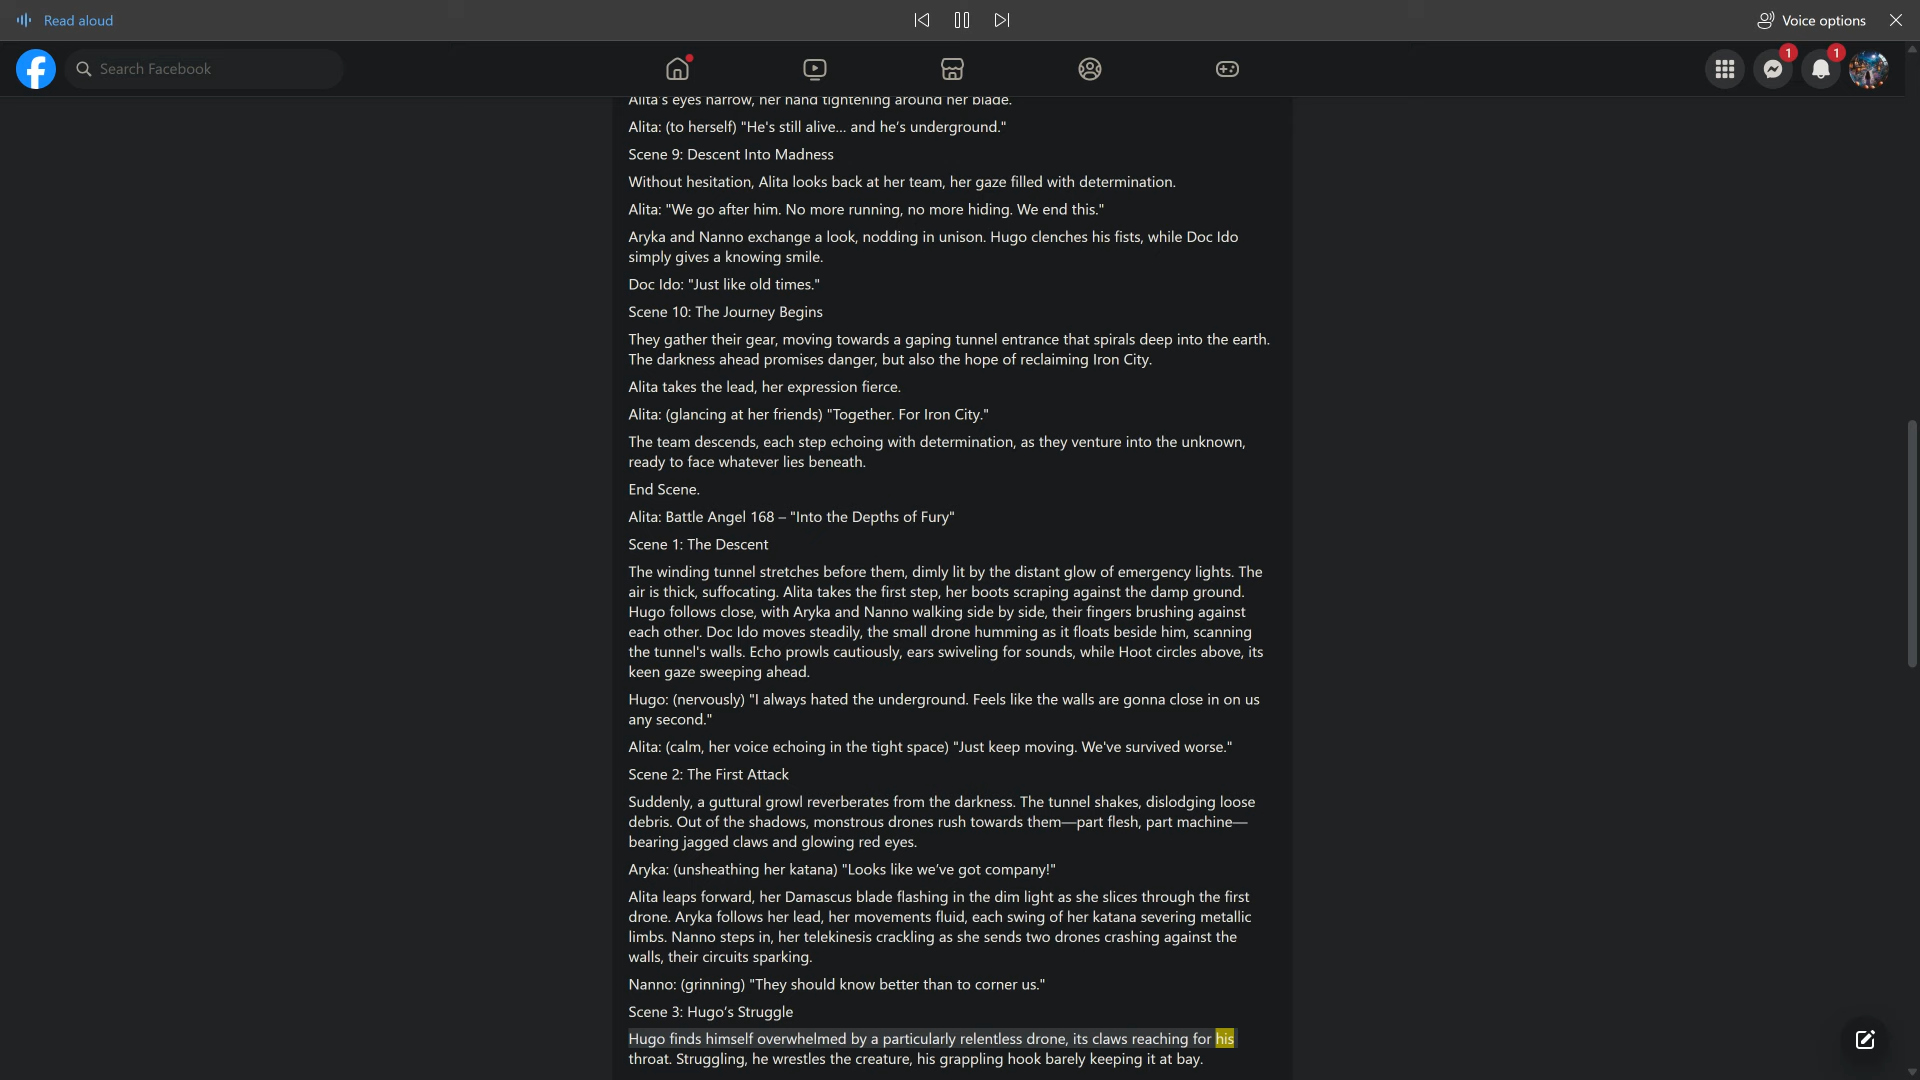 Read aloud
Voice options
Search Facebook
1
1
Alita's eyes narrow, her hand tightening around her blade.
Alita: (to herself) "He's still alive... and he’s underground."
Scene 9: Descent Into Madness
Without hesitation, Alita looks back at her team, her gaze filled with determination.
Alita: "We go after him. No more running, no more hiding. We end this."
Aryka and Nanno exchange a look, nodding in unison. Hugo clenches his fists, while Doc Ido
simply gives a knowing smile.
Doc Ido: "Just like old times."
Scene 10: The Journey Begins
They gather their gear, moving towards a gaping tunnel entrance that spirals deep into the earth.
The darkness ahead promises danger, but also the hope of reclaiming Iron City.
Alita takes the lead, her expression fierce.
Alita: (glancing at her friends) "Together. For Iron City."
The team descends, each step echoing with determination, as they venture into the unknown,
ready to face whatever lies beneath.
End Scene.
Alita: Battle Angel 168 – "Into the Depths of Fury"
Scene 1: The Descent
The winding tunnel stretches before them, dimly lit by the distant glow of emergency lights. The
air is thick, suffocating. Alita takes the first step, her boots scraping against the damp ground.
Hugo follows close, with Aryka and Nanno walking side by side, their fingers brushing against
each other. Doc Ido moves steadily, the small drone humming as it floats beside him, scanning
the tunnel's walls. Echo prowls cautiously, ears swiveling for sounds, while Hoot circles above, its
keen gaze sweeping ahead.
Hugo: (nervously) "I always hated the underground. Feels like the walls are gonna close in on us
any second."
Alita: (calm, her voice echoing in the tight space) "Just keep moving. We've survived worse."
Scene 2: The First Attack
Suddenly, a guttural growl reverberates from the darkness. The tunnel shakes, dislodging loose
debris. Out of the shadows, monstrous drones rush towards them—part flesh, part machine—
bearing jagged claws and glowing red eyes.
Aryka: (unsheathing her katana) "Looks like we’ve got company!"
Alita leaps forward, her Damascus blade flashing in the dim light as she slices through the first
drone. Aryka follows her lead, her movements fluid, each swing of her katana severing metallic
limbs. Nanno steps in, her telekinesis crackling as she sends two drones crashing against the
walls, their circuits sparking.
Nanno: (grinning) "They should know better than to corner us."
Scene 3: Hugo’s Struggle
Hugo finds himself overwhelmed by a particularly relentless drone, its claws reaching for his
throat. Struggling, he wrestles the creature, his grappling hook barely keeping it at bay.